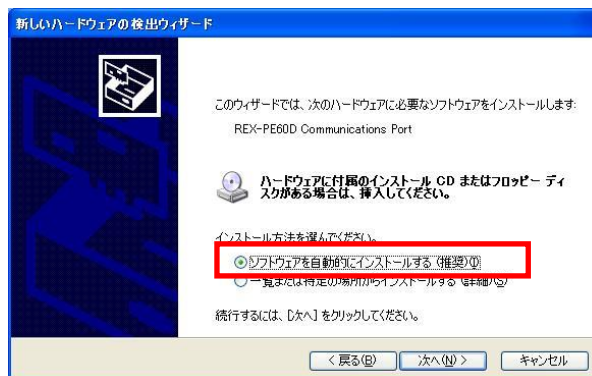 新しいハードウェアの検出ウィザード
このウィザードでは、次のハードウェアに必要なソフトウェアをインストールします:
REX-PE60D Communications Port
ハードウェアに付属のインストール CD またはフロッピー ディ
スクがある場合は、挿入してください。
インストール方法を選んでください。
ソフトウェアを自動的にインストールする (推奨)(I)
一覧または特定の場所からインストールする (詳細)(S)
続行するには、[次へ] をクリックしてください。
< 戻る(B)
次へ(N) >
キャンセル